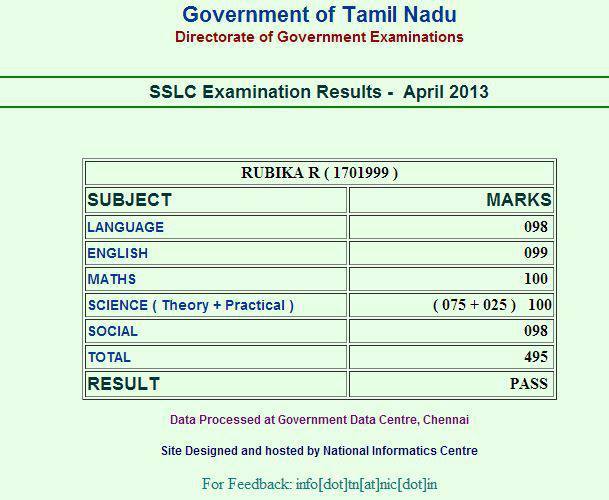 Government of Tamil Nadu
Directorate of Government Examinations
SSLC Examination Results - April 2013
RUBIKA R ( 1701999 )
SUBJECT MARKS
LANGUAGE 098
ENGLISH 099
MATHS 100
SCIENCE ( Theory + Practical ) ( 075 + 025 ) 100
SOCIAL 098
TOTAL 495
RESULT PASS
Data Processed at Government Data Centre, Chennai
Site Designed and hosted by National Informatics Centre
For Feedback: info[dot]tn[at]nic[dot]in